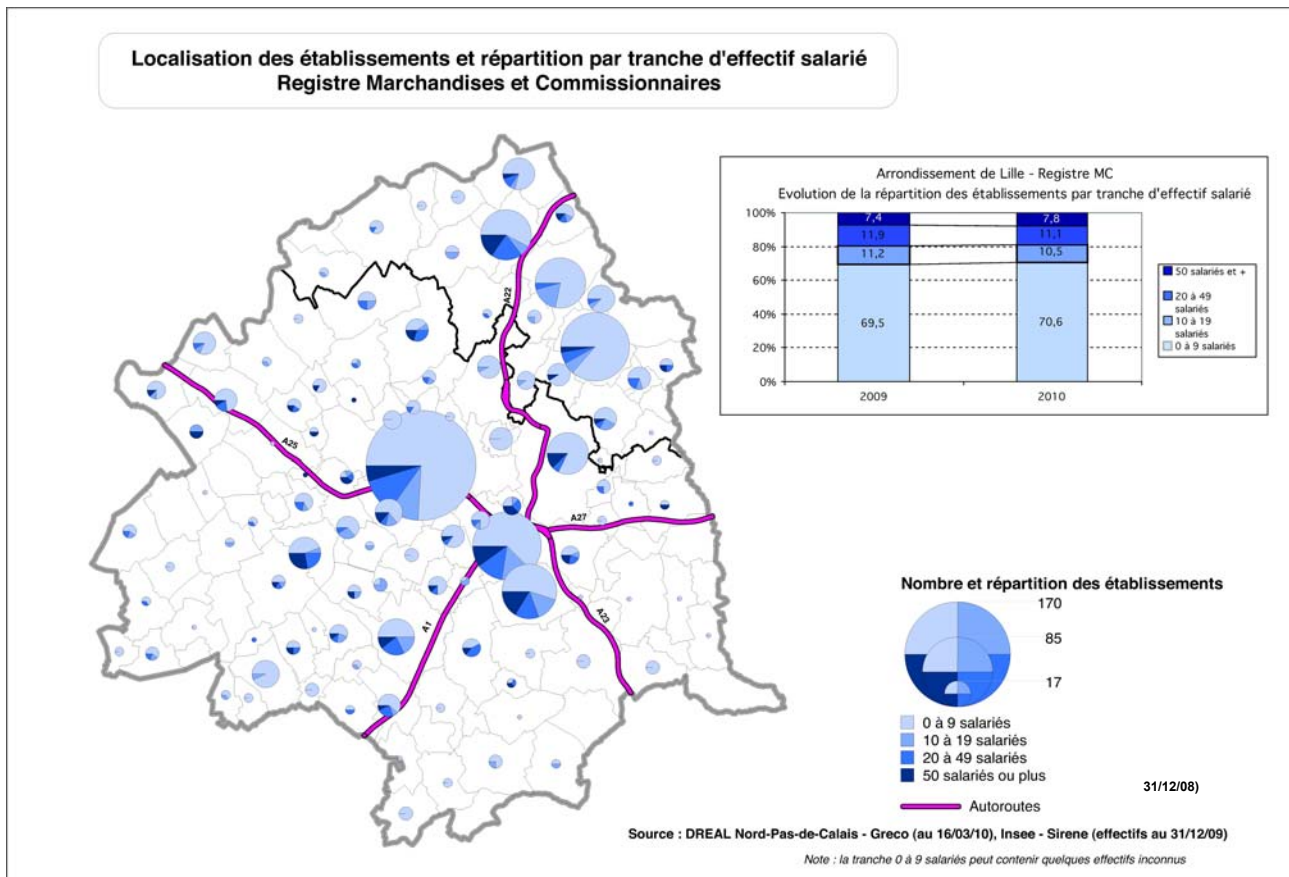 Localisation des établissements et répartition par tranche d'effectif salarié
Registre Marchandises et Commissionnaires
Arrondissement de Lille - Registre MC
Evolution de la répartition des établissements par tranche d'effectif salarié
100%
80%
60%
40%
20%
0%
7,4
11,9
11,2
69,5
7,8
11,1
10,5
70,6
2009
2010
50 salariés et +
20 à 49
salariés
10 à 19
salariés
0 à 9 salariés
A22
A25
A27
A1
A23
Nombre et répartition des établissements
170
85
17
0 à 9 salariés
10 à 19 salariés
20 à 49 salariés
50 salariés ou plus
Autoroutes
31/12/08)
Source : DREAL Nord-Pas-de-Calais - Greco (au 16/03/10), Insee - Sirene (effectifs au 31/12/09)
Note : la tranche 0 à 9 salariés peut contenir quelques effectifs inconnus